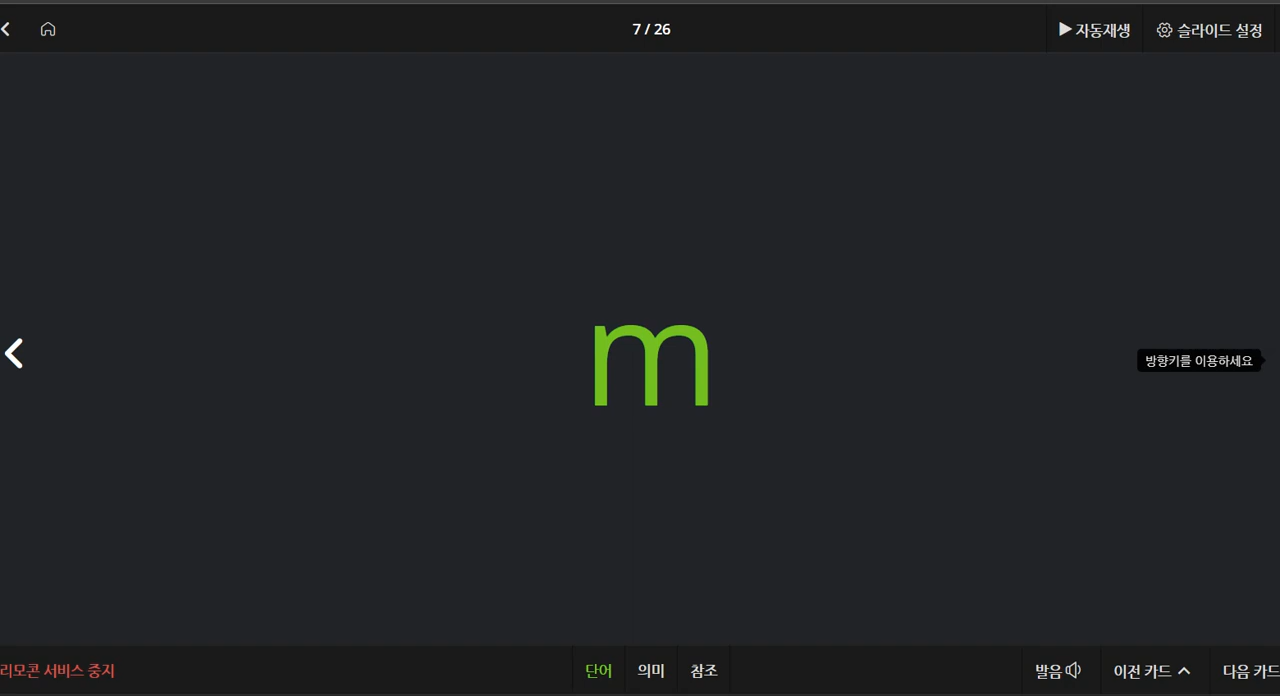 7 / 26
자동재생
슬라이드 설정
m
방향키를 이용하세요
리모콘 서비스 중지
단어
의미
참조
발음
이전 카드
다음 카드